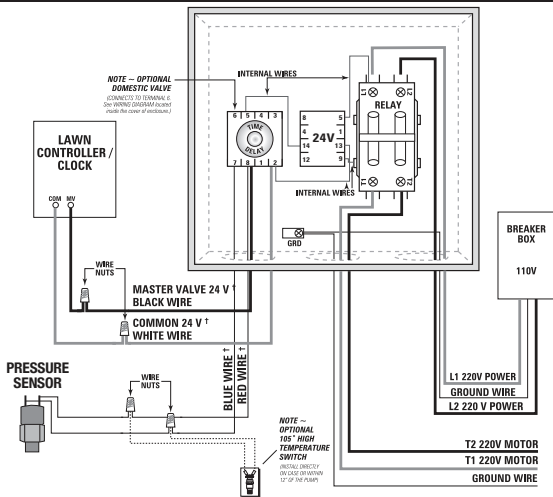 NOTE ~ OPTIONAL
DOMESTIC VALVE
(CONNECTS TO TERMINAL 6
See WIRING DIAGRAM located
inside the cover of enclosure.)
INTERNAL WIRES
6 5 4 3
TIME
DELAY
7 8 1 2
8 5
4 1
24V
14 13
12 9
L1 L2
RELAY
T1 T2
INTERNAL WIRES
GRD
LAWN
CONTROLLER /
CLOCK
COM MV
WIRE
NUTS
MASTER VALVE 24 V †
BLACK WIRE
COMMON 24 V †
WHITE WIRE
BREAKER
BOX
110V
BLUE WIRE †
RED WIRE †
PRESSURE
SENSOR
WIRE
NUTS
L1 220V POWER
GROUND WIRE
L2 220 V POWER
NOTE ~
OPTIONAL
105˚ HIGH
TEMPERATURE
SWITCH
(INSTALL DIRECTLY
ON CASE OR WITHIN
12" OF THE PUMP)
T2 220V MOTOR
T1 220V MOTOR
GROUND WIRE